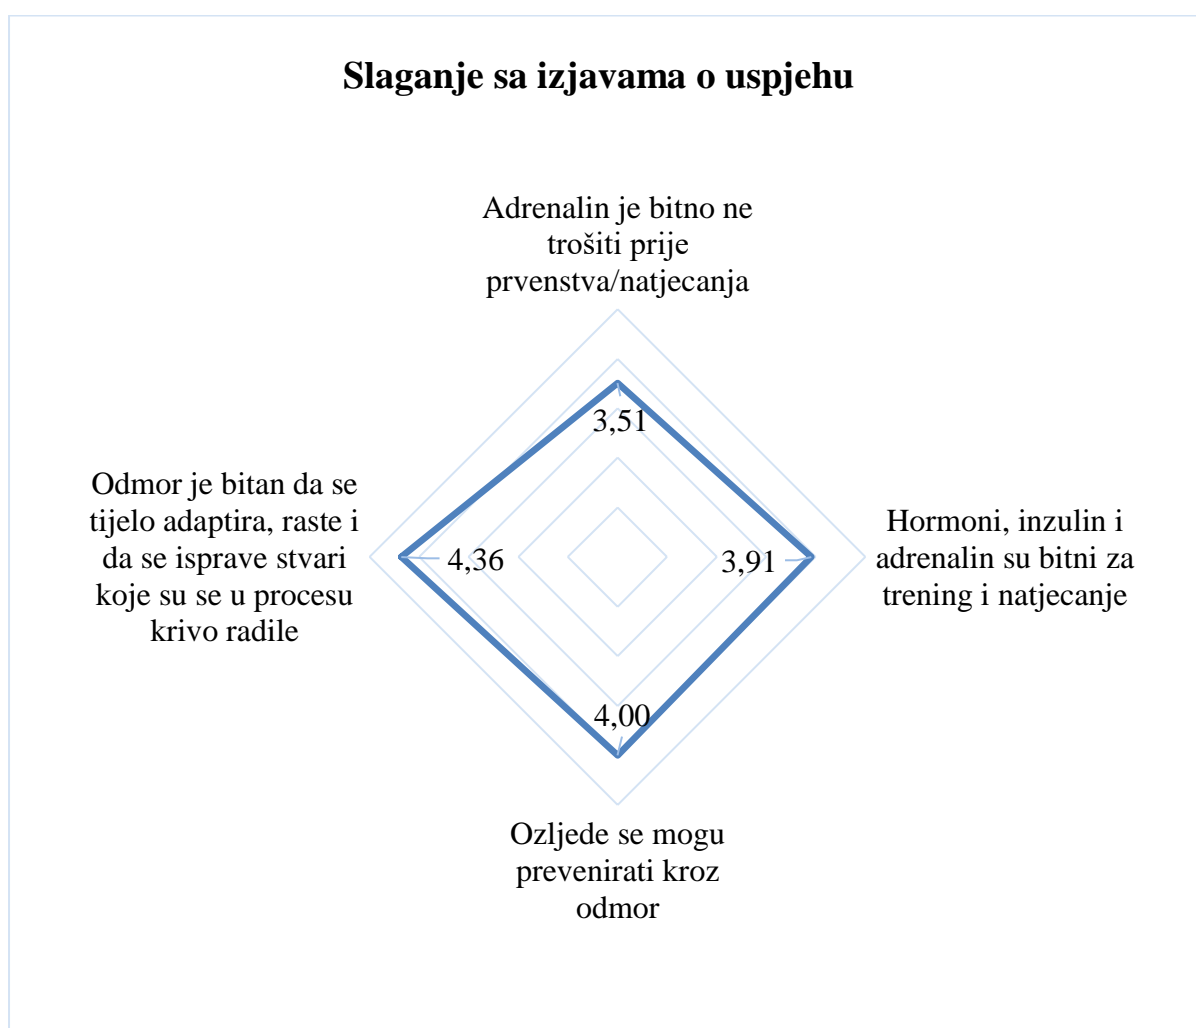 Slaganje sa izjavama o uspjehu
Adrenalin je bitno ne
trošiti prije
prvenstva/natjecanja
3,51
Odmor je bitan da se
tijelo adaptira, raste i
da se isprave stvari
koje su se u procesu
krivo radile
4,36
3,91
Hormoni, inzulin i
adrenalin su bitni za
trening i natjecanje
4,00
Ozljede se mogu
prevenirati kroz
odmor